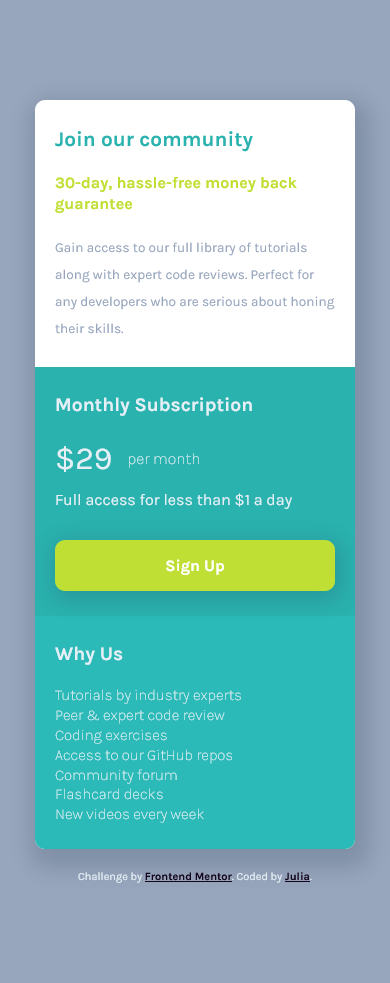 Join our community
30-day, hassle-free money back
guarantee
Gain access to our full library of tutorials
along with expert code reviews. Perfect for
any developers who are serious about honing
their skills.
Monthly Subscription
$29 per month
Full access for less than $1 a day
Sign Up
Why Us
Tutorials by industry experts
Peer & expert code review
Coding exercises
Access to our GitHub repos
Community forum
Flashcard decks
New videos every week
Challenge by Frontend Mentor. Coded by Julia.